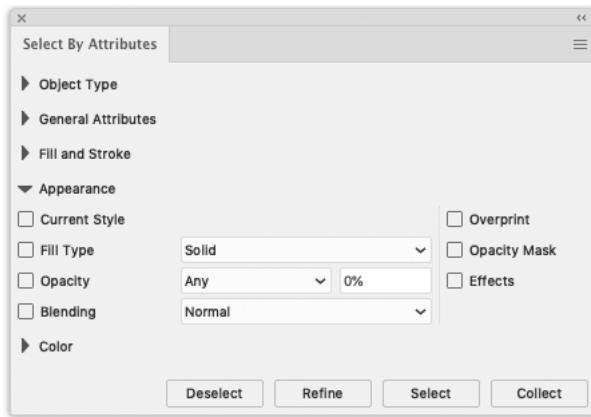 Select By Attributes
Object Type
General Attributes
Fill and Stroke
Appearance
Current Style Overprint
Fill Type Solid Opacity Mask
Opacity Any 0% Effects
Blending Normal
Color
Deselect Refine Select Collect